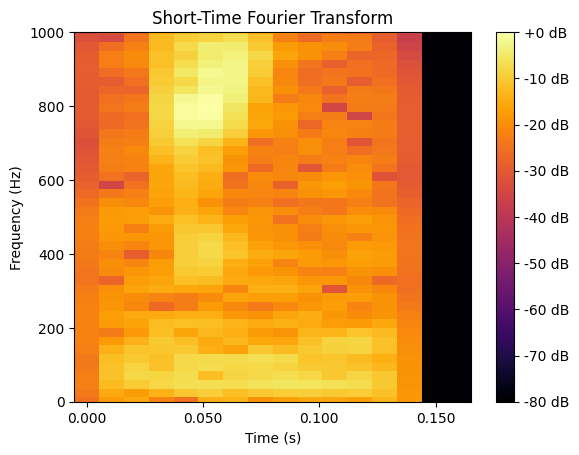 Short-Time Fourier Transform
Frequency (Hz)
1000
800
600
400
200
0
0.000
0.050
0.100
0.150
Time (s)
+0 dB
-10 dB
-20 dB
-30 dB
-40 dB
-50 dB
-60 dB
-70 dB
-80 dB